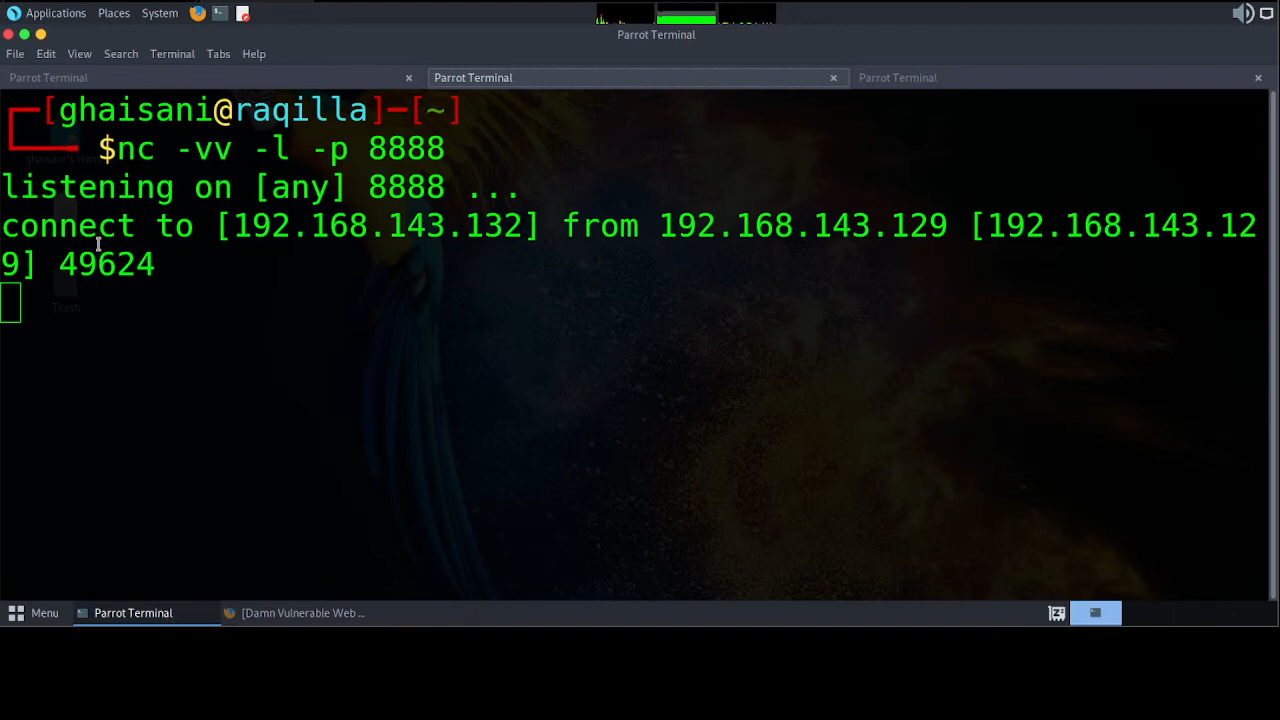 Applications Places System
Parrot Terminal
File Edit View Search Terminal Tabs Help
Parrot Terminal × Parrot Terminal × Parrot Terminal ×
[ghaisani@raqilla]─[~]
$nc -vv -l -p 8888
listening on [any] 8888 ...
connect to [192.168.143.132] from 192.168.143.129 [192.168.143.12
9] 49624
Trash
Menu Parrot Terminal [Damn Vulnerable Web ...